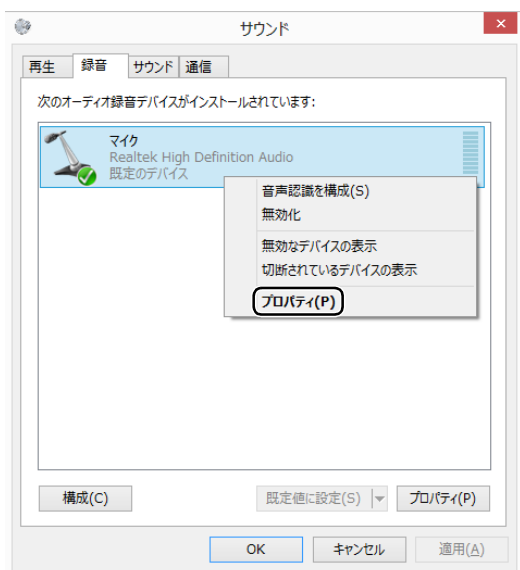 サウンド
再生 録音 サウンド 通信
次のオーディオ録音デバイスがインストールされています:
マイク
Realtek High Definition Audio
既定のデバイス
音声認識を構成(S)
無効化
無効なデバイスの表示
切断されているデバイスの表示
プロパティ(P)
構成(C) 既定値に設定(S) プロパティ(P)
OK キャンセル 適用(A)